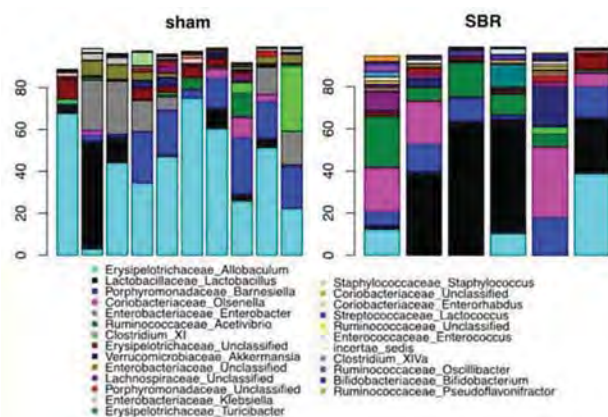 sham
SBR
80
60
40
20
0
80
60
40
20
0
Erysipelotrichaceae_Allobaculum
Lactobacillaceae_Lactobacillus
Porphyromonadaceae_Barnesiella
Coriobacteriaceae_Olsenella
Enterobacteriaceae_Enterobacter
Ruminococcaceae_Acetivibrio
Clostridium_XI
Erysipelotrichaceae_Unclassified
Verrucomicrobiaceae_Akkermansia
Enterobacteriaceae_Unclassified
Lachnospiraceae_Unclassified
Porphyromonadaceae_Unclassified
Enterobacteriaceae_Klebsiella
Erysipelotrichaceae_Turicibacter
Staphylococcaceae_Staphylococcus
Coriobacteriaceae_Unclassified
Coriobacteriaceae_Enterorhabdus
Streptococcaceae_Lactococcus
Ruminococcaceae_Unclassified
Enterococcaceae_Enterococcus
incertae_sedis
Clostridium_XIVa
Ruminococcaceae_Oscillibacter
Bifidobacteriaceae_Bifidobacterium
Ruminococcaceae_Pseudoflavonifractor